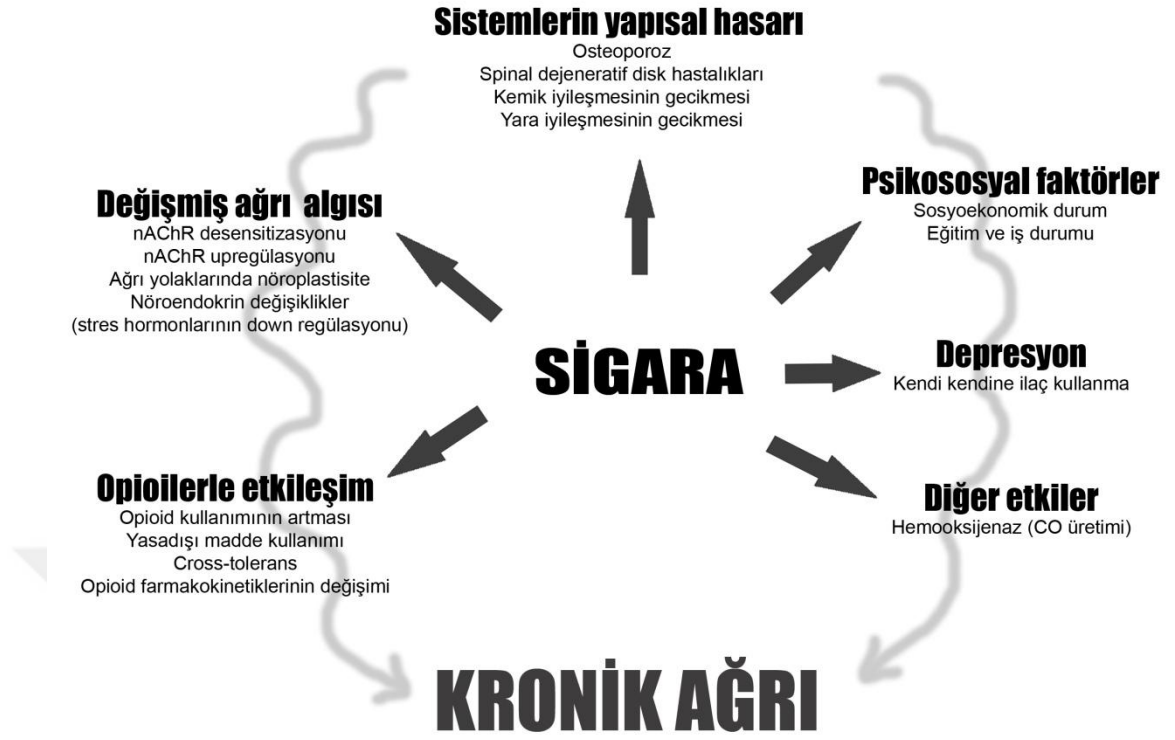 Sistemlerin yapısal hasarı
Osteoporoz
Spinal dejeneratif disk hastalıkları
Kemik iyileşmesinin gecikmesi
Yara iyileşmesinin gecikmesi
Değişmiş ağrı algısı
nAChR desensitizasyonu
nAChR upregülasyonu
Ağrı yolaklarında nöroplastisite
Nöroendokrin değişiklikler
(stres hormonlarının down regülasyonu)
Psikososyal faktörler
Sosyoekonomik durum
Eğitim ve iş durumu
SİGARA
Depresyon
Kendi kendine ilaç kullanma
Opioilerle etkileşim
Opioid kullanımının artması
Yasadışı madde kullanımı
Cross-tolerans
Opioid farmakokinetiklerinin değişimi
Diğer etkiler
Hemooksijenaz (CO üretimi)
KRONİK AĞRI